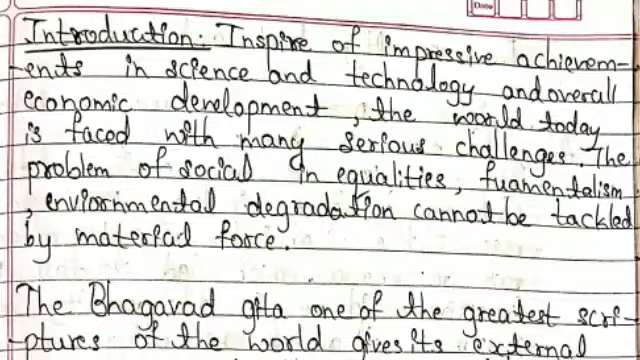 Date
Introduction: Inspire of impressive achievem-
-ents in science and technology and overall
economic development, the world today
is faced with many serious challenges. The
problem of social in equalities, fuamentalism
, enviornmental degradation cannot be tackled
by material force.
The Bhagavad gita one of the greatest scri-
ptures of the world gives its external